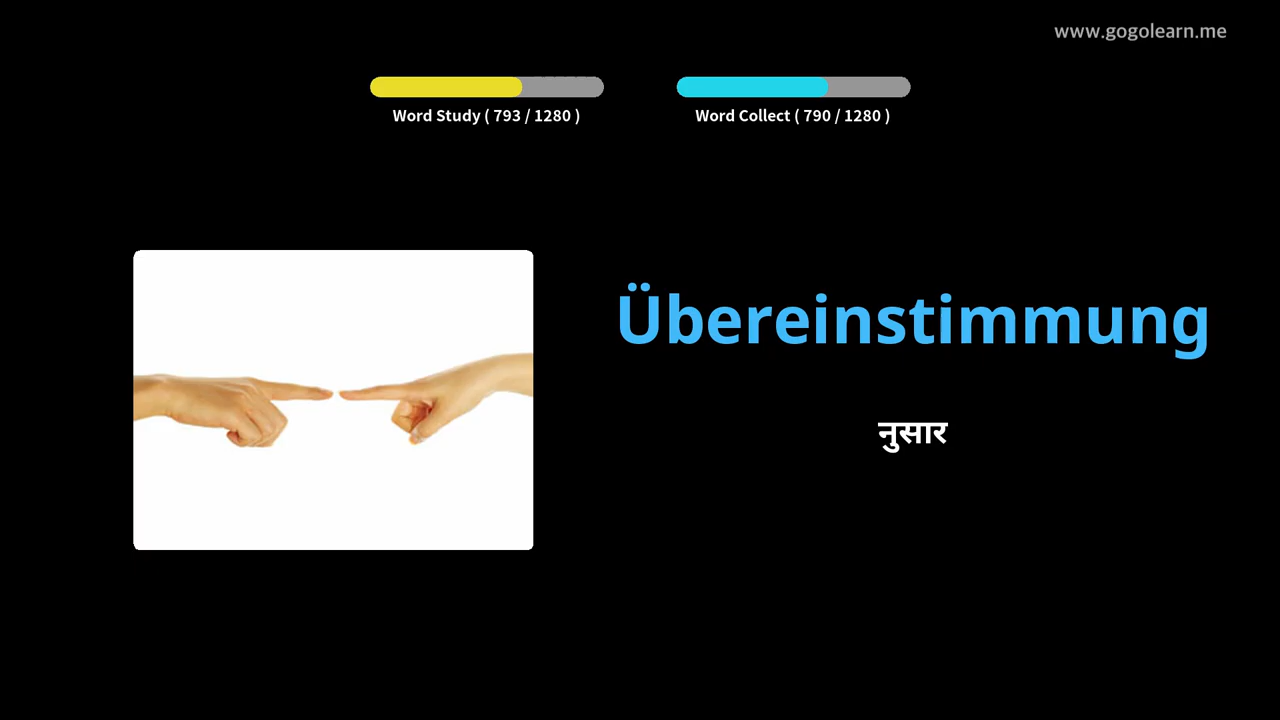 www.gogolearn.me
Word Study ( 793 / 1280 )
Word Collect ( 790 / 1280 )
Übereinstimmung
नुसार